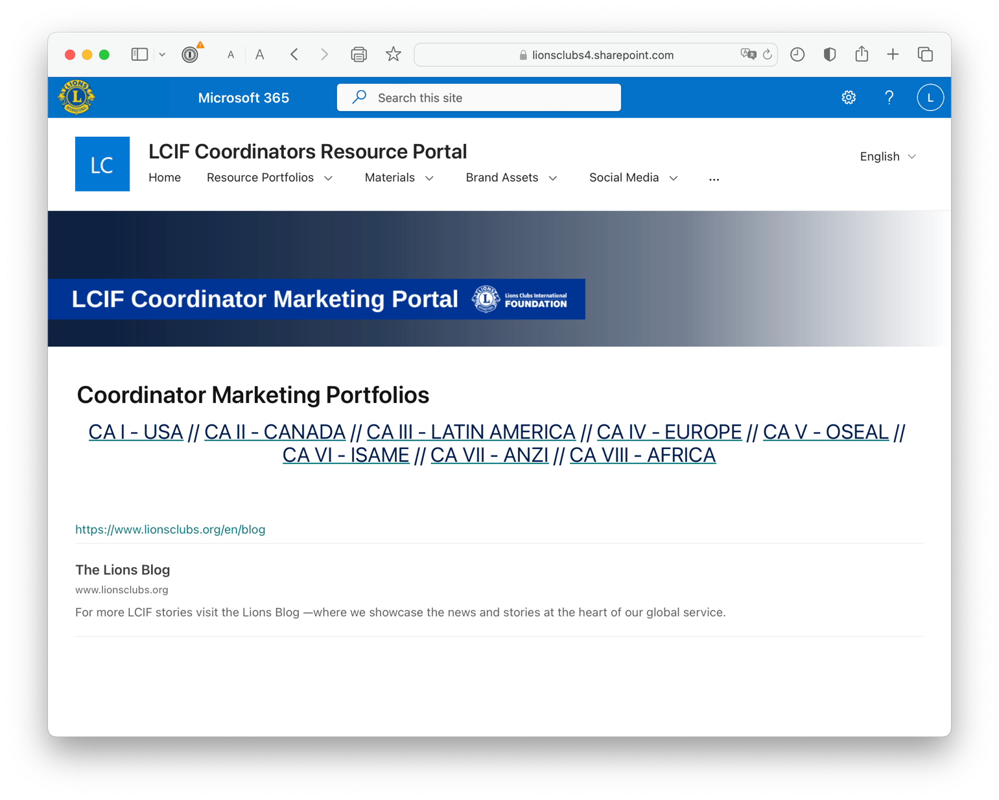 A A lionsclubs4.sharepoint.com
LIONS L INTERNATIONAL
Microsoft 365 Search this site ? L
LC
LCIF Coordinators Resource Portal
English
Home Resource Portfolios Materials Brand Assets Social Media ...
LCIF Coordinator Marketing Portal
LIONS L INTERNATIONAL
Lions Clubs International
FOUNDATION
Coordinator Marketing Portfolios
CA I - USA // CA II - CANADA // CA III - LATIN AMERICA // CA IV - EUROPE // CA V - OSEAL //
CA VI - ISAME // CA VII - ANZI // CA VIII - AFRICA
https://www.lionsclubs.org/en/blog
The Lions Blog
www.lionsclubs.org
For more LCIF stories visit the Lions Blog —where we showcase the news and stories at the heart of our global service.